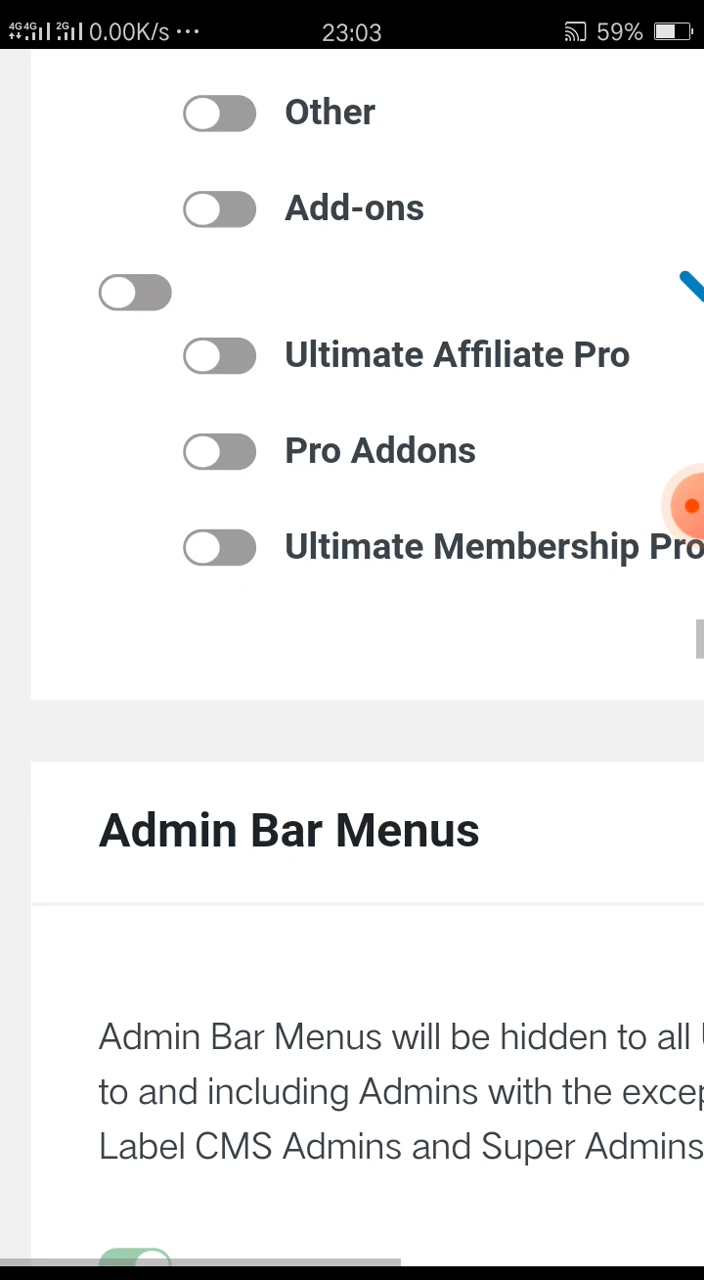 4G 4G 2G 0.00K/s ··· 23:03 59%
Other
Add-ons
Ultimate Affiliate Pro
Pro Addons
Ultimate Membership Pro
Admin Bar Menus
Admin Bar Menus will be hidden to all
to and including Admins with the excep
Label CMS Admins and Super Admins